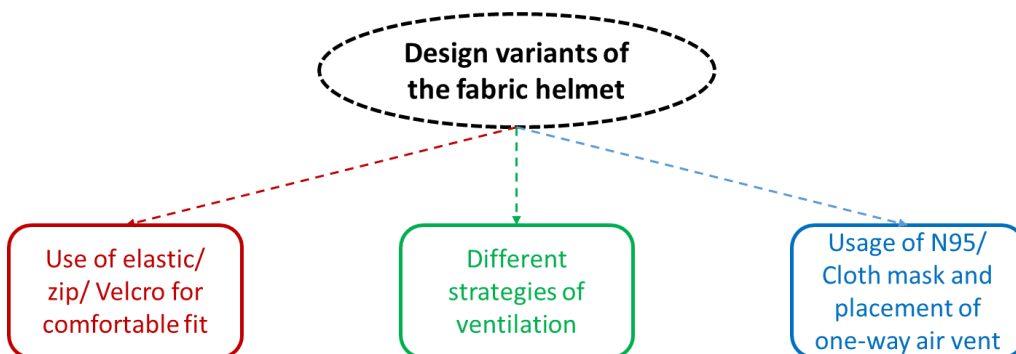 Design variants of
the fabric helmet
Use of elastic/
zip/ Velcro for
comfortable fit
Different
strategies of
ventilation
Usage of N95/
Cloth mask and
placement of
one-way air vent